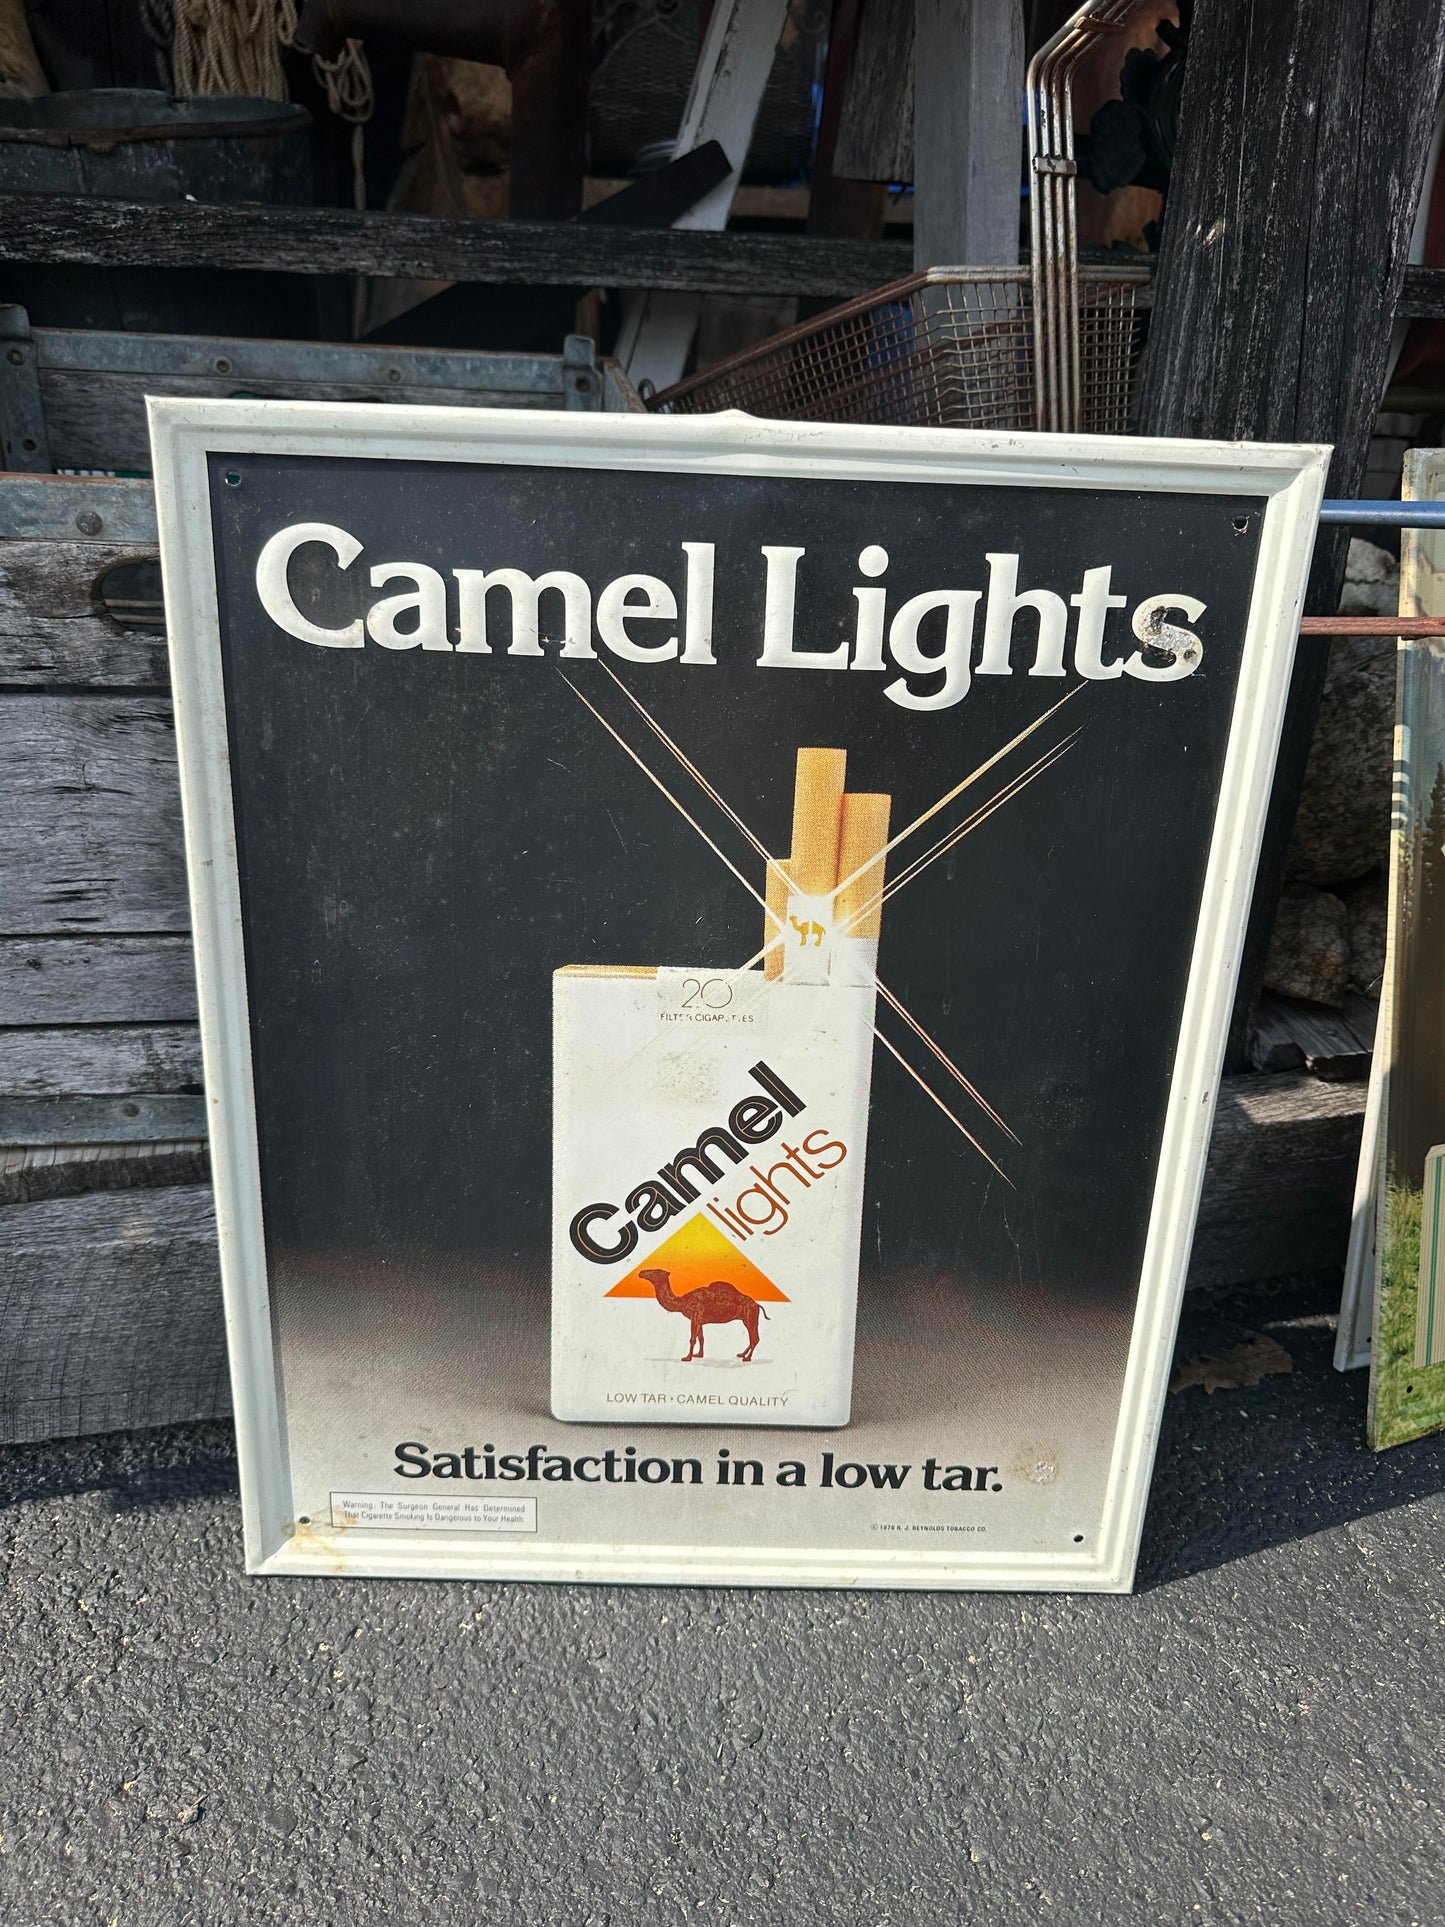 Camel Lights
20
FILTER CIGARETTES
Camel
lights
LOW TAR • CAMEL QUALITY
Satisfaction in a low tar.
Warning: The Surgeon General Has Determined
That Cigarette Smoking Is Dangerous to Your Health
© 1978 R. J. REYNOLDS TOBACCO CO.